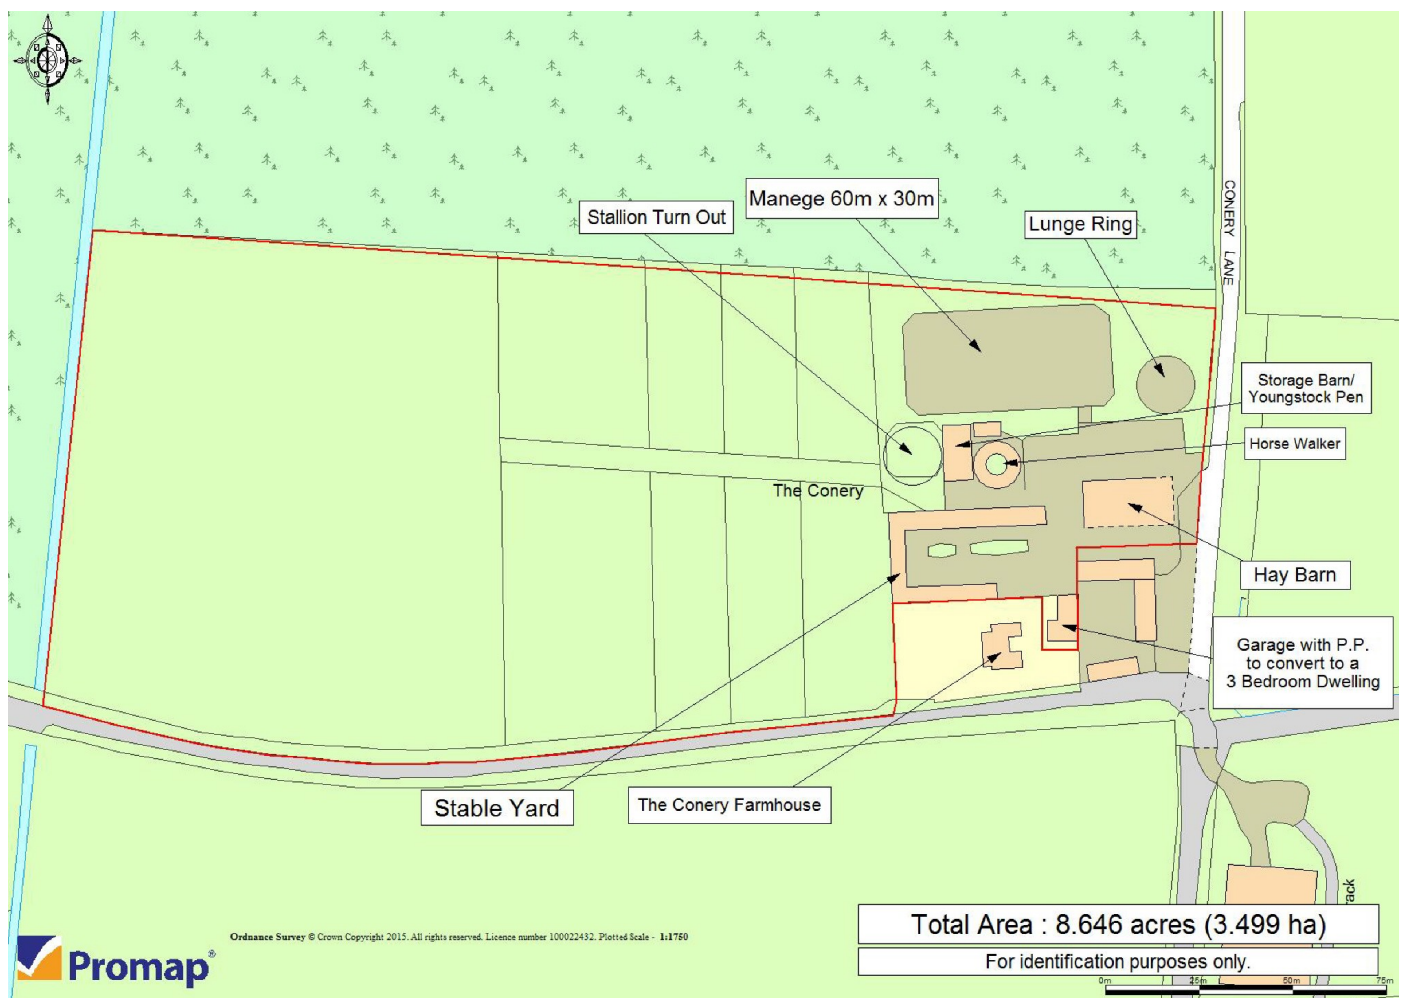 Manege 60m x 30m
Stallion Turn Out
Lunge Ring
CONERY LANE
Storage Barn/
Youngstock Pen
Horse Walker
The Conery
Hay Barn
Garage with P.P.
to convert to a
3 Bedroom Dwelling
Stable Yard
The Conery Farmhouse
Total Area : 8.646 acres (3.499 ha)
For identification purposes only.
0m 25m 50m 75m
Ordnance Survey © Crown Copyright 2015. All rights reserved. Licence number 100022432. Plotted Scale - 1:1750
Promap®